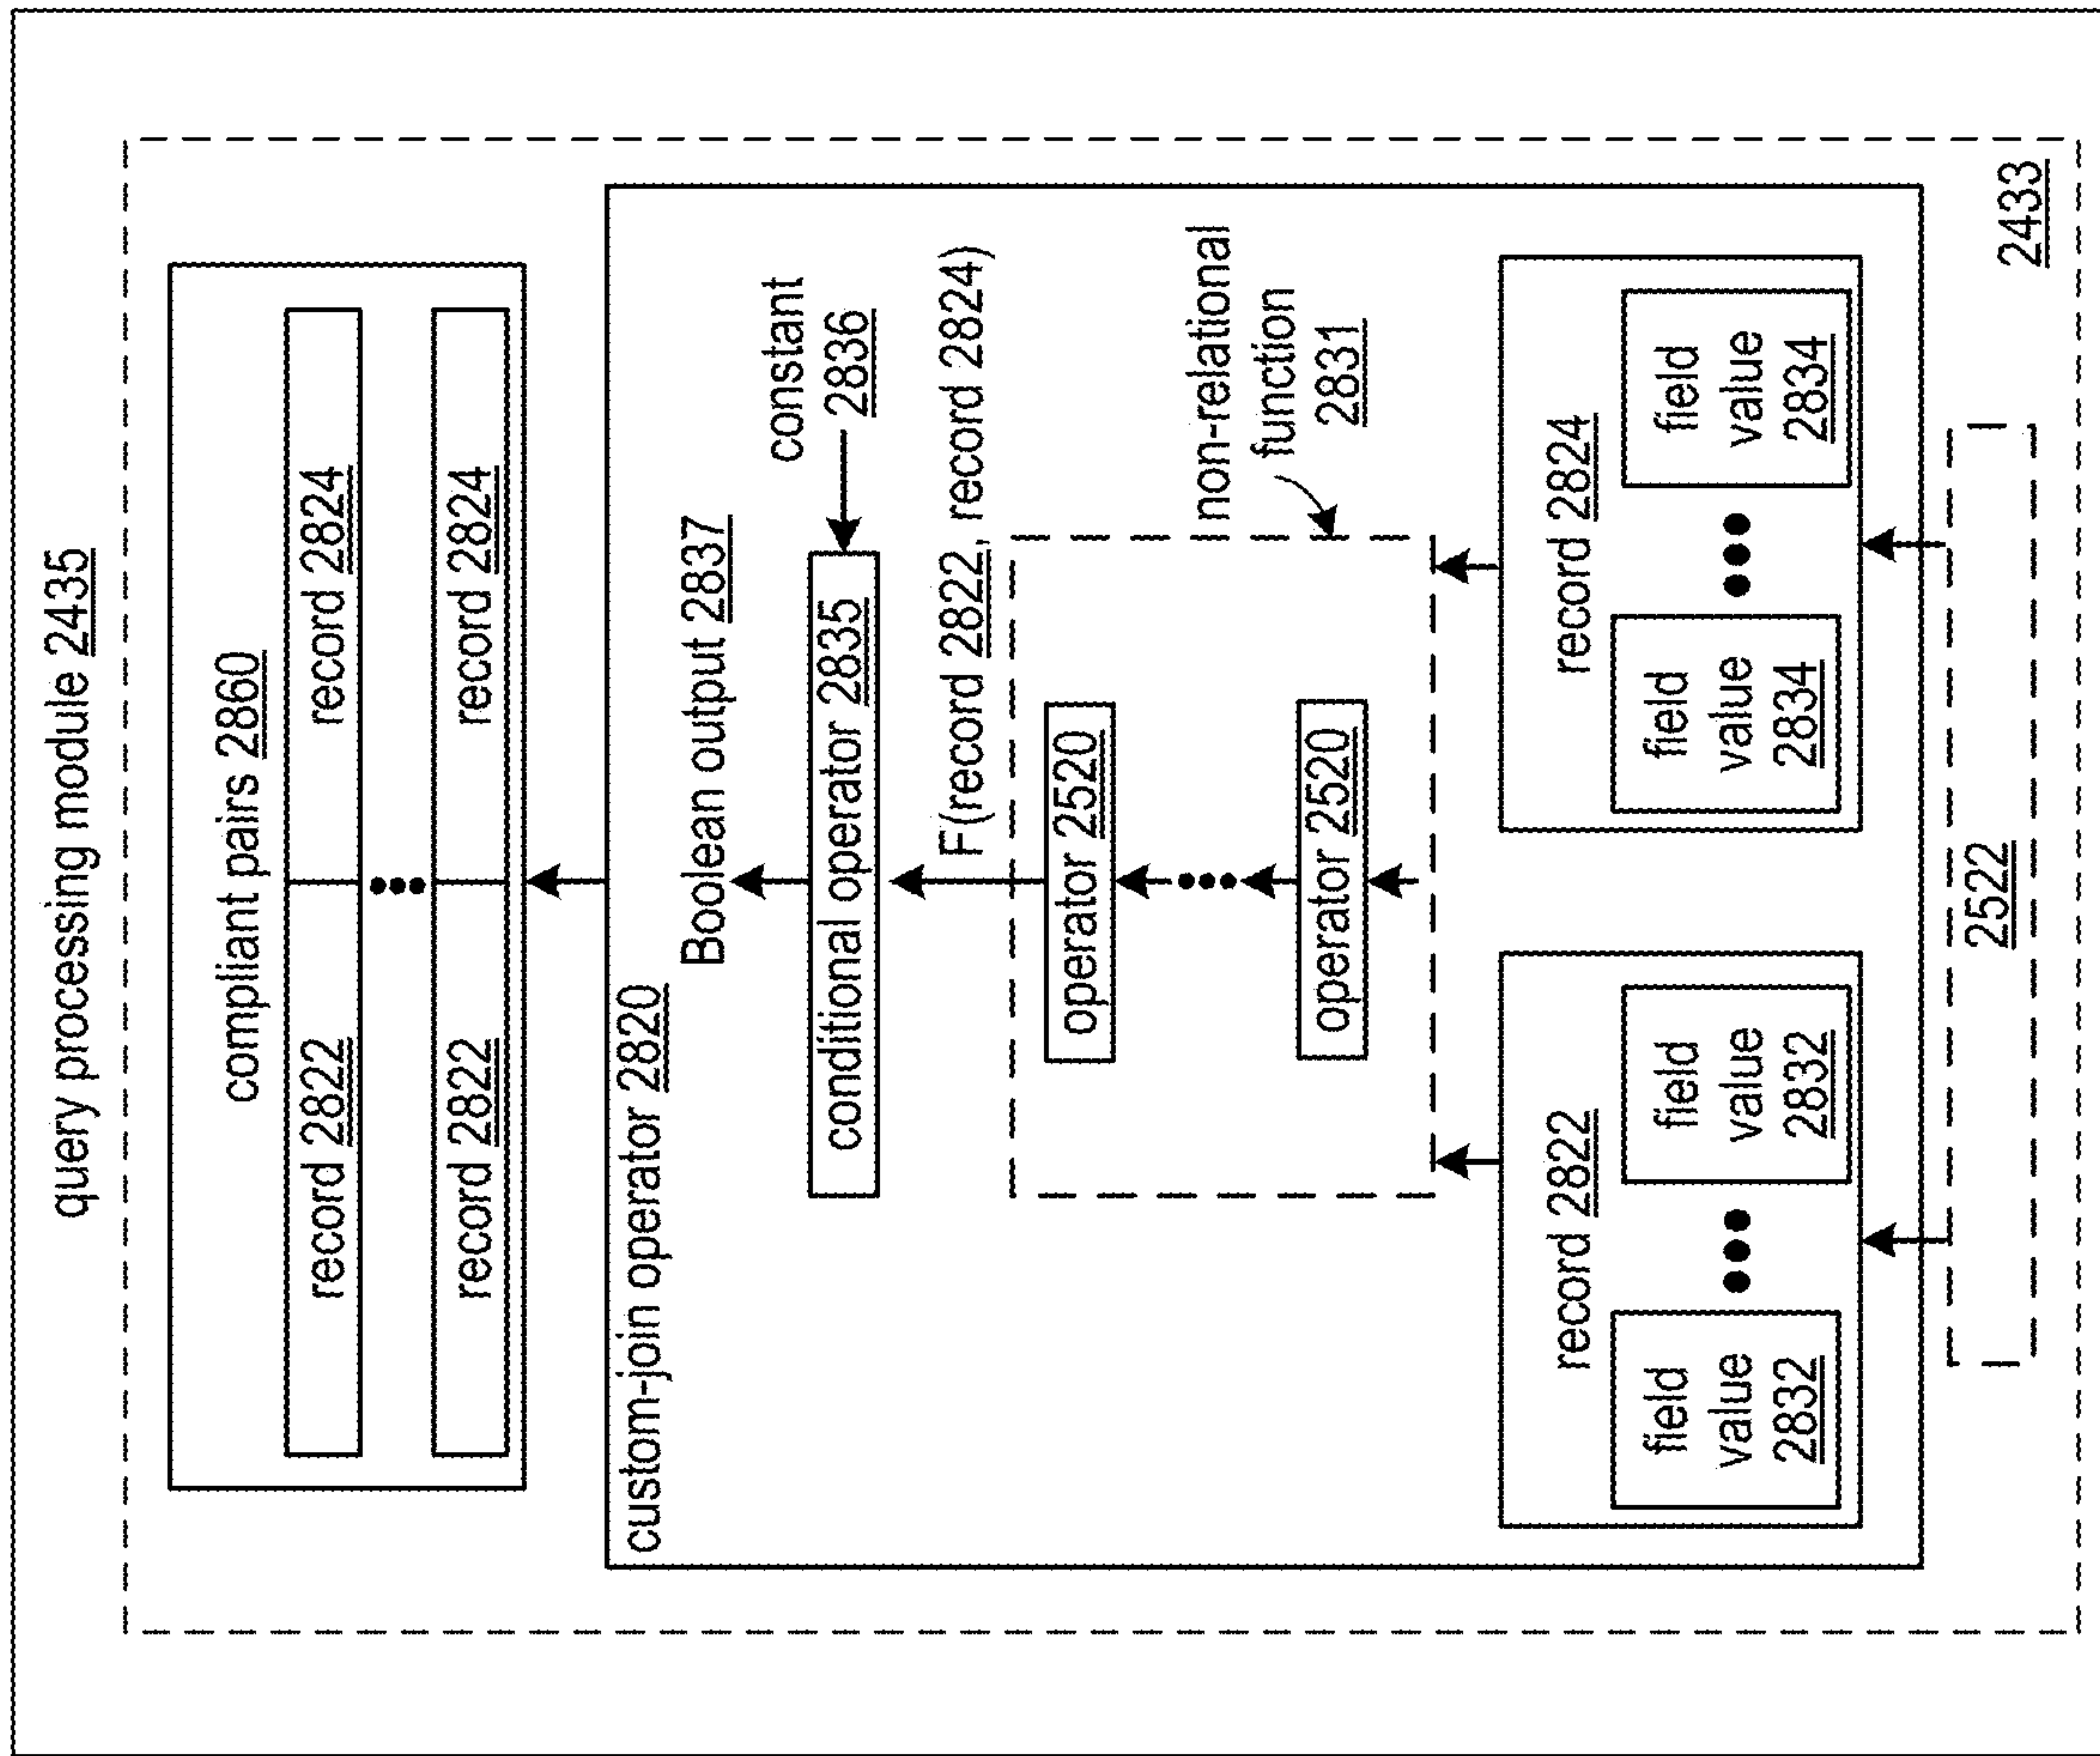 query processing module 2435
compliant pairs 2860
record 2822
record 2824
record 2822
record 2824
custom-join operator 2820
Boolean output 2837
conditional operator 2835
constant
2836
F(record 2822, record 2824)
operator 2520
operator 2520
non-relational
function
2831
record 2822
field
value
2832
field
value
2832
record 2824
field
value
2834
field
value
2834
2522
2433